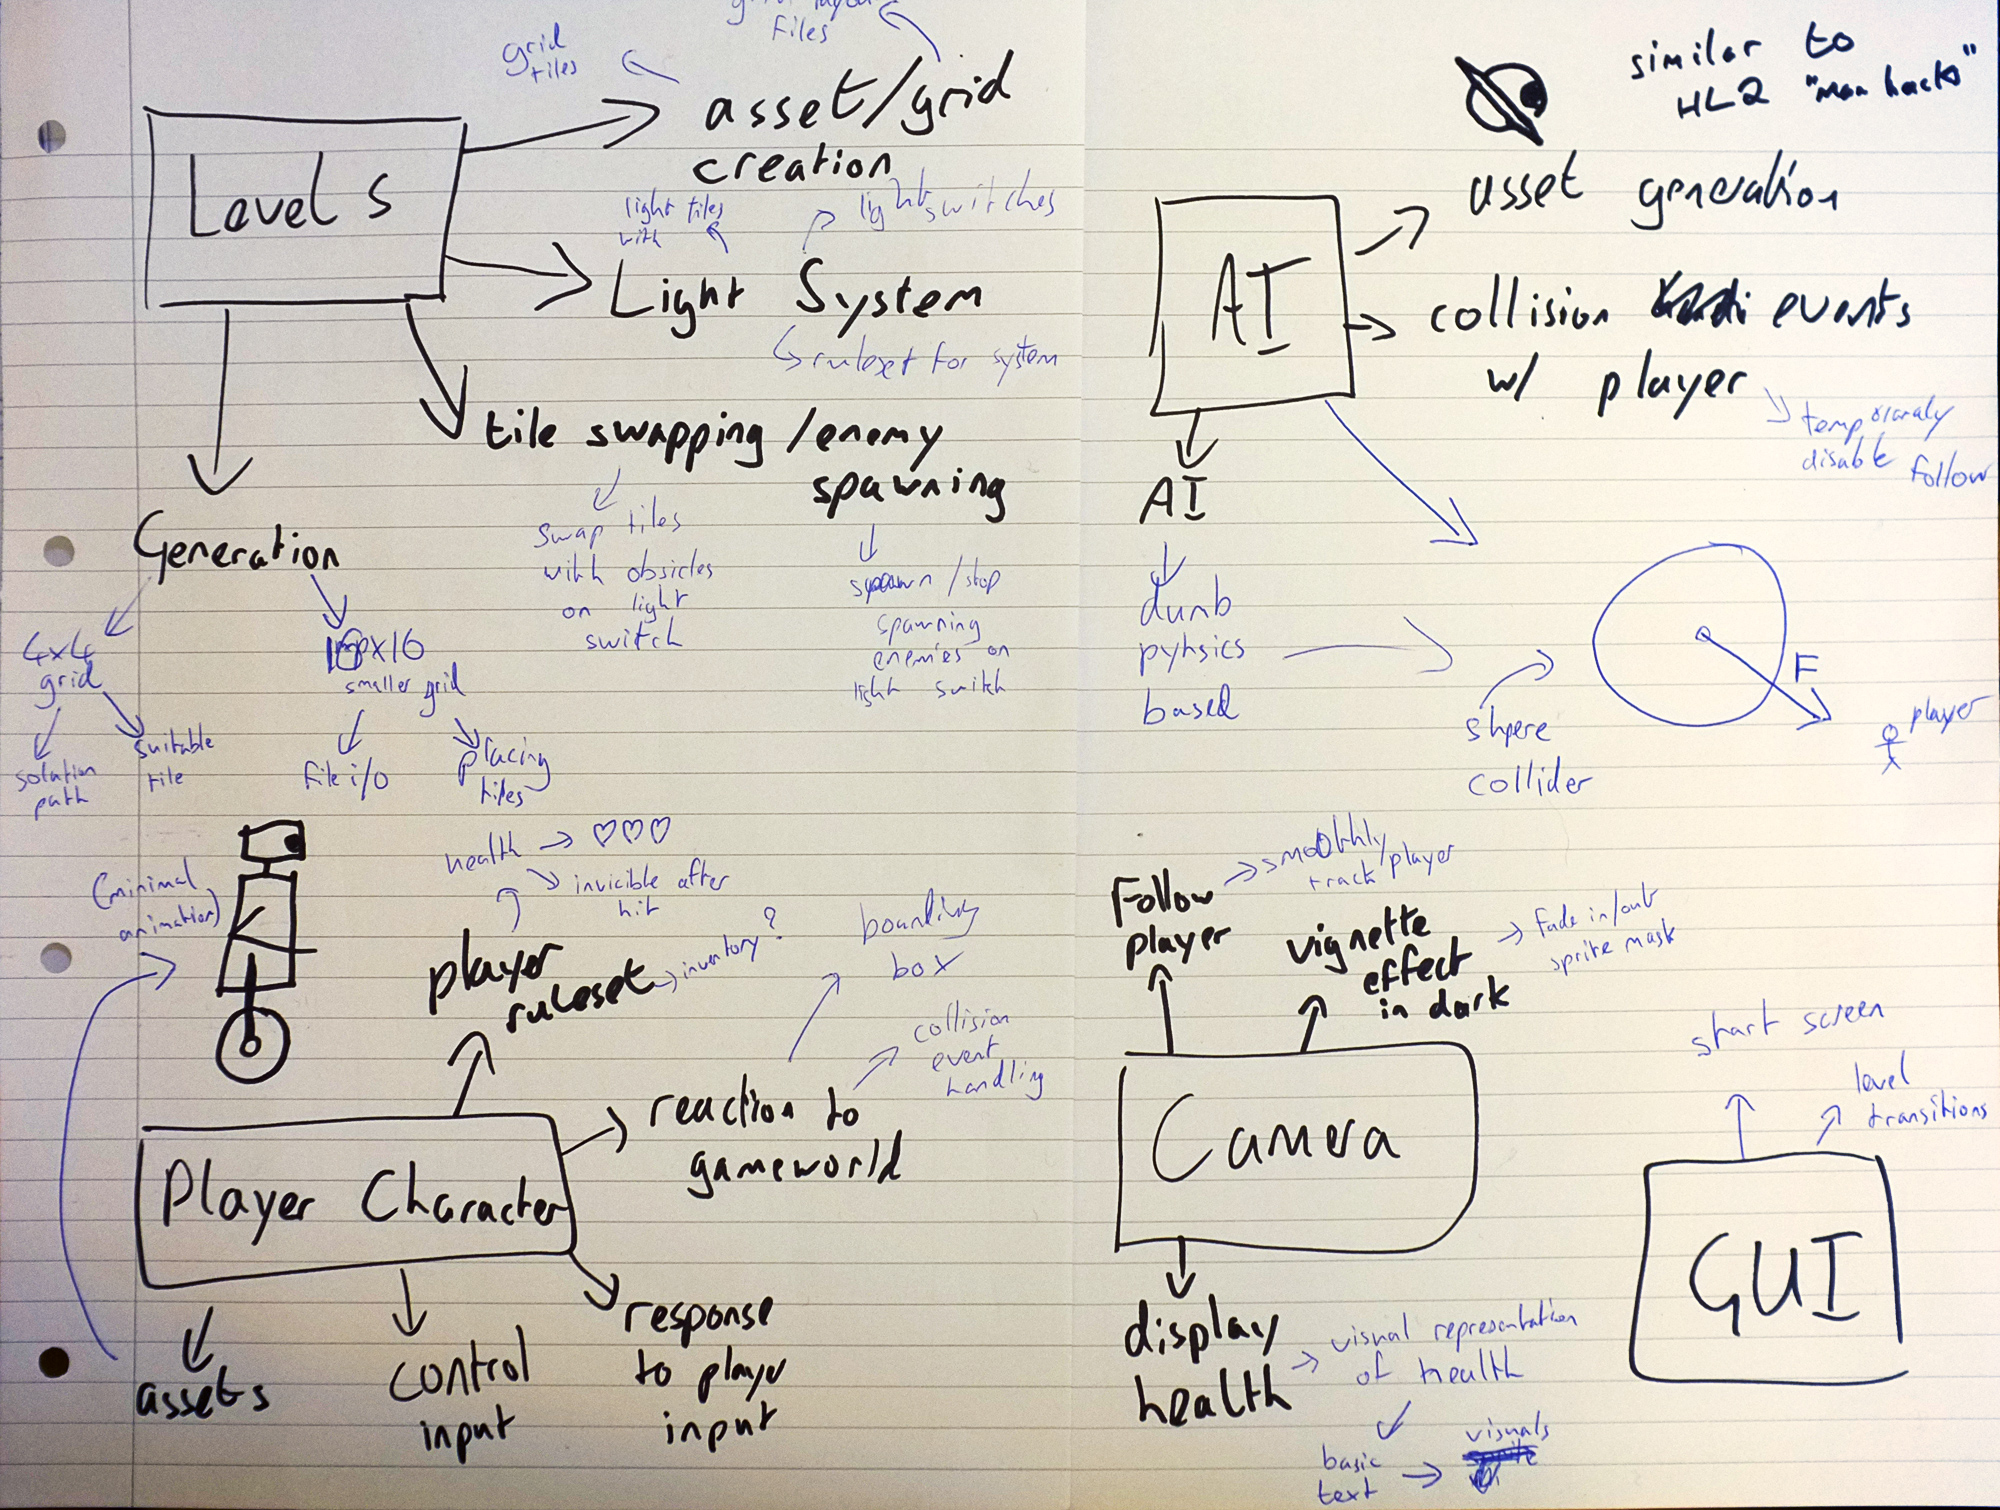 files
grid
tiles
asset/grid
creation
Levels
light tiles
with
light switches
Light System
ruleset for system
tile swapping / enemy
spawning
Generation
swap tiles
with obsicles
on light
switch
spawn / stop
spawning
enemies on
light switch
4x4
grid
16x16
smaller grid
solution
path
suitable
tile
file i/o
placing
tiles
(minimal
animation)
health
invicible after
hit
player
ruleset
inventory?
bounding
box
collision
event
handling
reaction to
gameworld
Player Character
assets
control
input
response
to player
input
similar to
HL2 "man hacks"
asset generation
AI
collision events
w/ player
temporaraly
disable follow
AI
dumb
pyhsics
based
F
player
shpere
collider
Follow
player
smoothly
track player
vignette
effect
in dark
fade in/out
sprite mask
Camera
display
health
visual representation
of health
basic
text
visuals
start screen
level
transitions
GUI